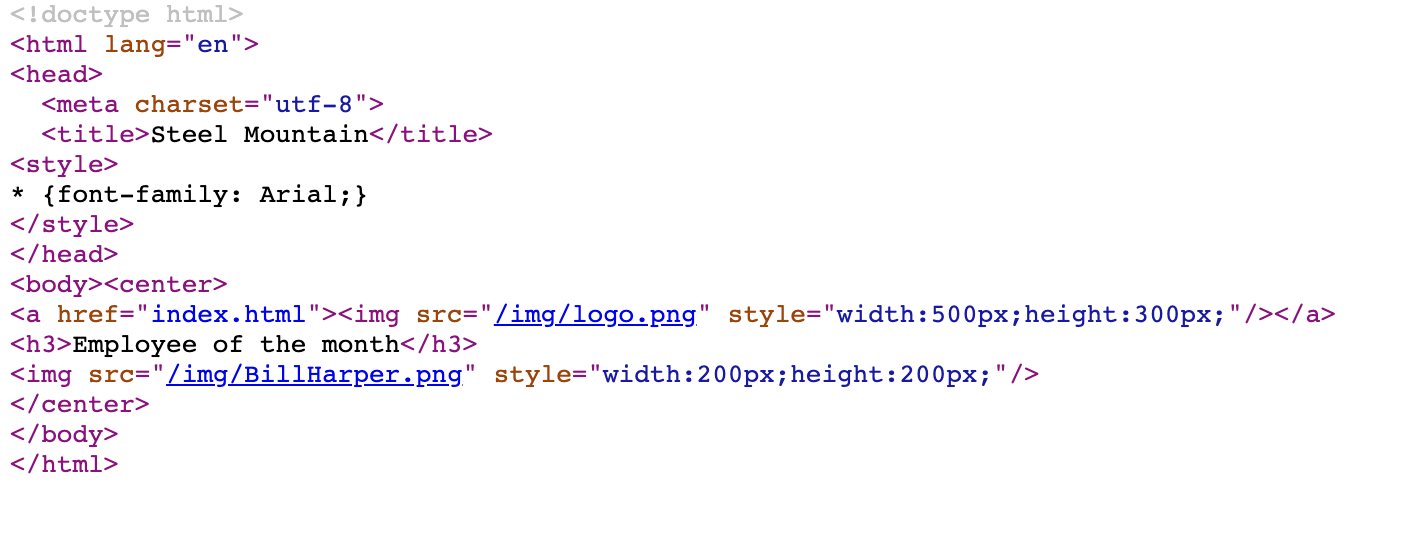 <!doctype html>
<html lang="en">
<head>
  <meta charset="utf-8">
  <title>Steel Mountain</title>
<style>
* {font-family: Arial;}
</style>
</head>
<body><center>
<a href="index.html"><img src="/img/logo.png" style="width:500px;height:300px;"/></a>
<h3>Employee of the month</h3>
<img src="/img/BillHarper.png" style="width:200px;height:200px;"/>
</center>
</body>
</html>